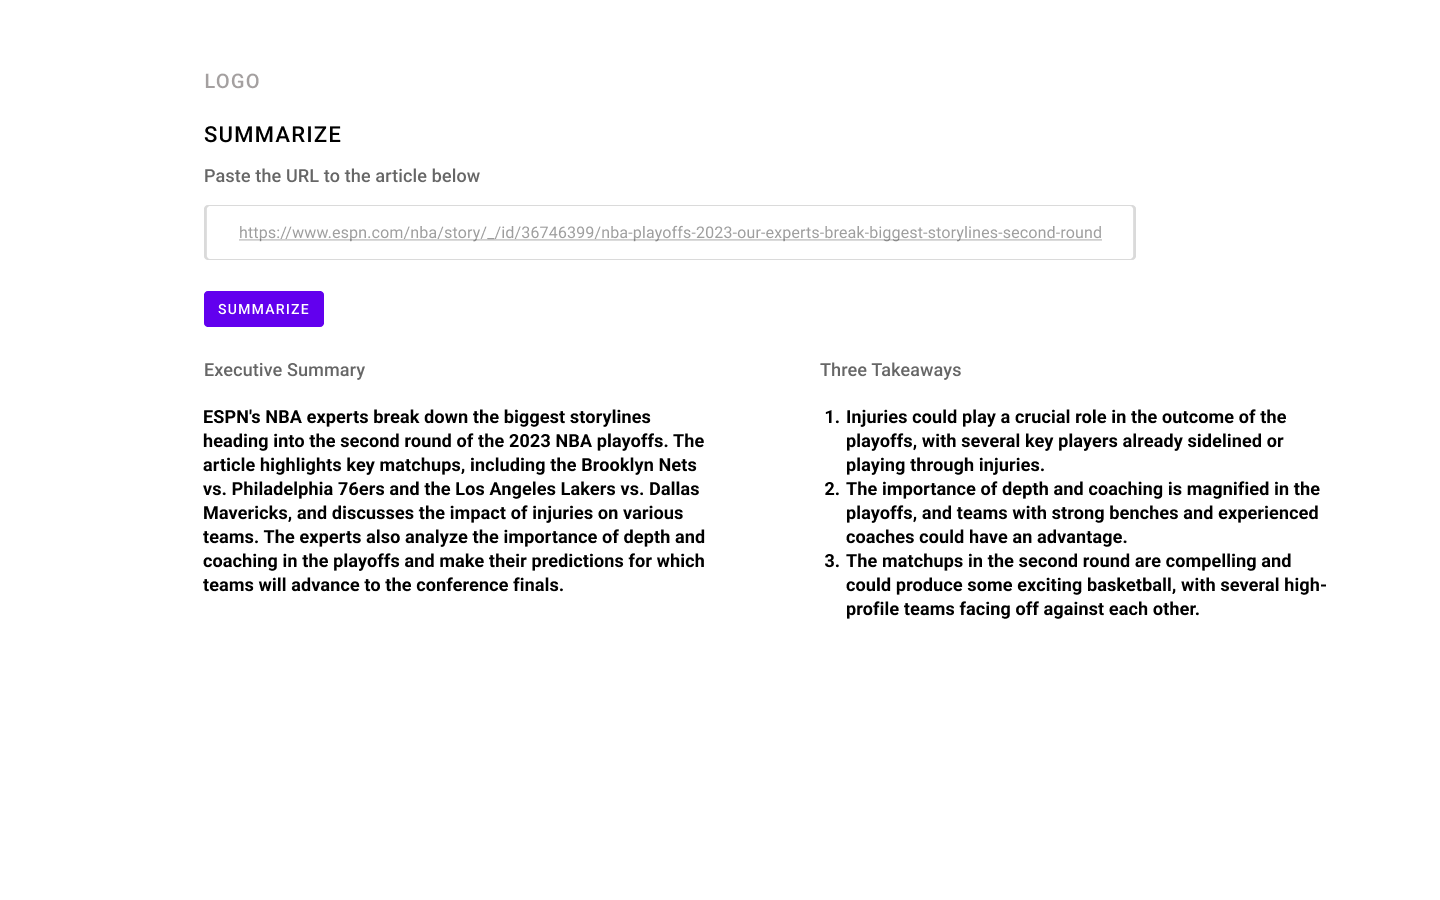 LOGO
SUMMARIZE
Paste the URL to the article below
https://www.espn.com/nba/story/_/id/36746399/nba-playoffs-2023-our-experts-break-biggest-storylines-second-round
SUMMARIZE
Executive Summary
ESPN's NBA experts break down the biggest storylines
heading into the second round of the 2023 NBA playoffs. The
article highlights key matchups, including the Brooklyn Nets
vs. Philadelphia 76ers and the Los Angeles Lakers vs. Dallas
Mavericks, and discusses the impact of injuries on various
teams. The experts also analyze the importance of depth and
coaching in the playoffs and make their predictions for which
teams will advance to the conference finals.
Three Takeaways
1. Injuries could play a crucial role in the outcome of the
playoffs, with several key players already sidelined or
playing through injuries.
2. The importance of depth and coaching is magnified in the
playoffs, and teams with strong benches and experienced
coaches could have an advantage.
3. The matchups in the second round are compelling and
could produce some exciting basketball, with several high-
profile teams facing off against each other.